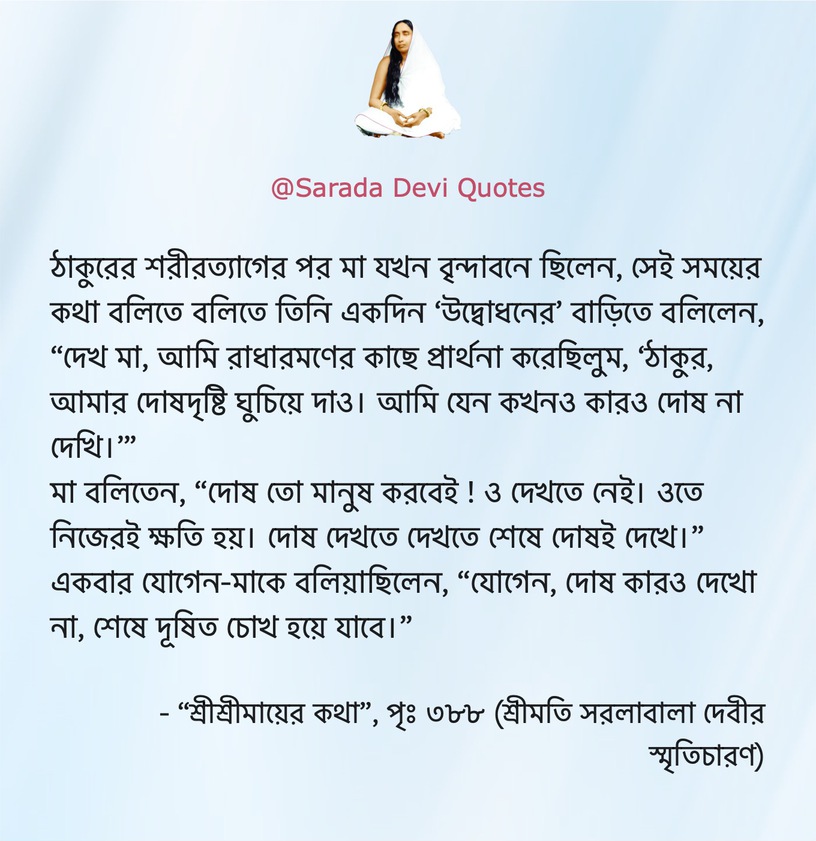 @Sarada Devi Quotes
ঠাকুরের শরীরত্যাগের পর মা যখন বৃন্দাবনে ছিলেন, সেই সময়ের
কথা বলিতে বলিতে তিনি একদিন ‘উদ্বোধনের’ বাড়িতে বলিলেন,
“দেখ মা, আমি রাধারমণের কাছে প্রার্থনা করেছিলুম, ‘ঠাকুর,
আমার দোষদৃষ্টি ঘুচিয়ে দাও। আমি যেন কখনও কারও দোষ না
দেখি।’”
মা বলিতেন, “দোষ তো মানুষ করবেই ! ও দেখতে নেই। ওতে
নিজেরই ক্ষতি হয়। দোষ দেখতে দেখতে শেষে দোষই দেখে।”
একবার যোগেন-মাকে বলিয়াছিলেন, “যোগেন, দোষ কারও দেখো
না, শেষে দূষিত চোখ হয়ে যাবে।”
- “শ্রীশ্রীমায়ের কথা”, পৃঃ ৩৮৮ (শ্রীমতি সরলাবালা দেবীর
স্মৃতিচারণ)